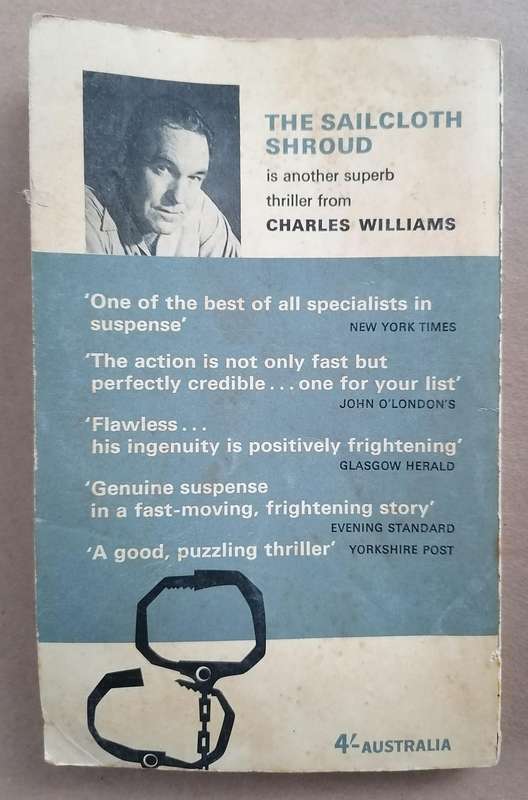 THE SAILCLOTH
SHROUD
is another superb
thriller from
CHARLES WILLIAMS
‘One of the best of all specialists in
suspense’ NEW YORK TIMES
‘The action is not only fast but
perfectly credible...one for your list’
JOHN O'LONDON'S
‘Flawless...
his ingenuity is positively frightening’
GLASGOW HERALD
‘Genuine suspense
in a fast-moving, frightening story’
EVENING STANDARD
‘A good, puzzling thriller’ YORKSHIRE POST
4/- AUSTRALIA